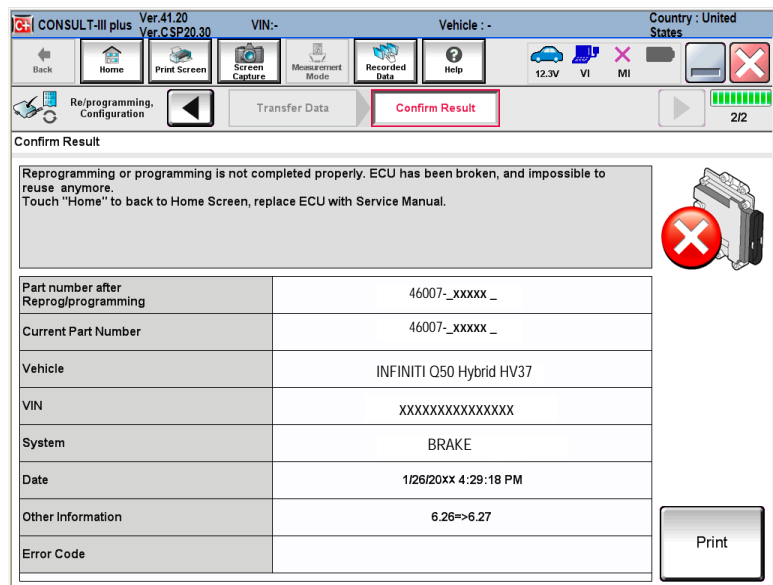 CONSULT-III plus Ver.41.20 VIN:- Vehicle : - Country : United
Ver.CSP20.30 States
Back Home Print Screen Screen Capture Measurement Mode Recorded Data Help 12.3V VI MI
Re/programming, Transfer Data Confirm Result
Configuration 2/2
Confirm Result
Reprogramming or programming is not completed properly. ECU has been broken, and impossible to
reuse anymore.
Touch "Home" to back to Home Screen, replace ECU with Service Manual.
Part number after
Reprog/programming 46007-_xxxxx _
Current Part Number 46007-_xxxxx _
Vehicle INFINITI Q50 Hybrid HV37
VIN XXXXXXXXXXXXXXX
System BRAKE
Date 1/26/20xx 4:29:18 PM
Other Information 6.26=>6.27
Error Code
Print